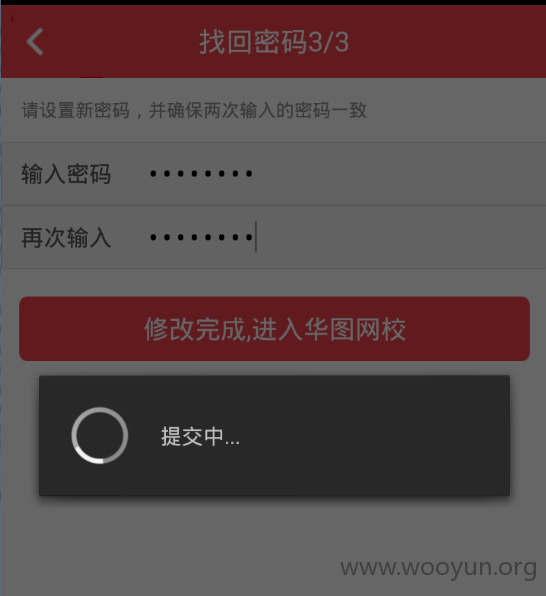 找回密码3/3
请设置新密码，并确保两次输入的密码一致
输入密码 ••••••••
再次输入 ••••••••
修改完成,进入华图网校
提交中...
www.wooyun.org